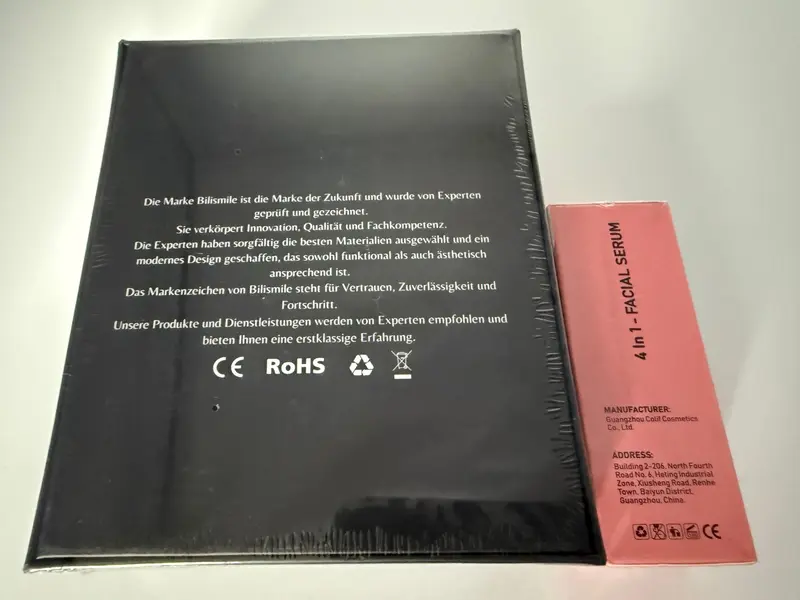 Die Marke Bilismile ist die Marke der Zukunft und wurde von Experten
geprüft und gezeichnet.
Sie verkörpert Innovation, Qualität und Fachkompetenz.
Die Experten haben sorgfältig die besten Materialien ausgewählt und ein
modernes Design geschaffen, das sowohl funktional als auch ästhetisch
ansprechend ist.
Das Markenzeichen von Bilismile steht für Vertrauen, Zuverlässigkeit und
Fortschritt.
Unsere Produkte und Dienstleistungen werden von Experten empfohlen und
bieten Ihnen eine erstklassige Erfahrung.
CE RoHS
4 In 1 - FACIAL SERUM
MANUFACTURER:
Guangzhou Colif Cosmetics
Co., Ltd.
ADDRESS:
Building 2-206, North Fourth
Road No. 6, Heling Industrial
Zone, Xiusheng Road, Renhe
Town, Baiyun District,
Guangzhou, China.
CE